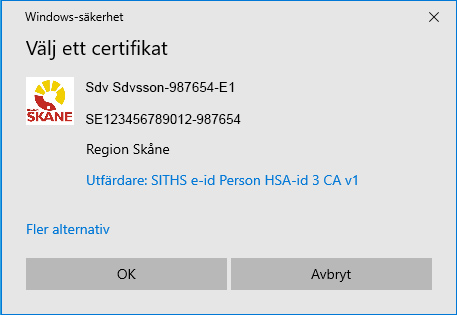 Windows-säkerhet
Välj ett certifikat
SKÅNE
Sdv Sdvsson-987654-E1
SE123456789012-987654
Region Skåne
Utfärdare: SITHS e-id Person HSA-id 3 CA v1
Fler alternativ
OK
Avbryt